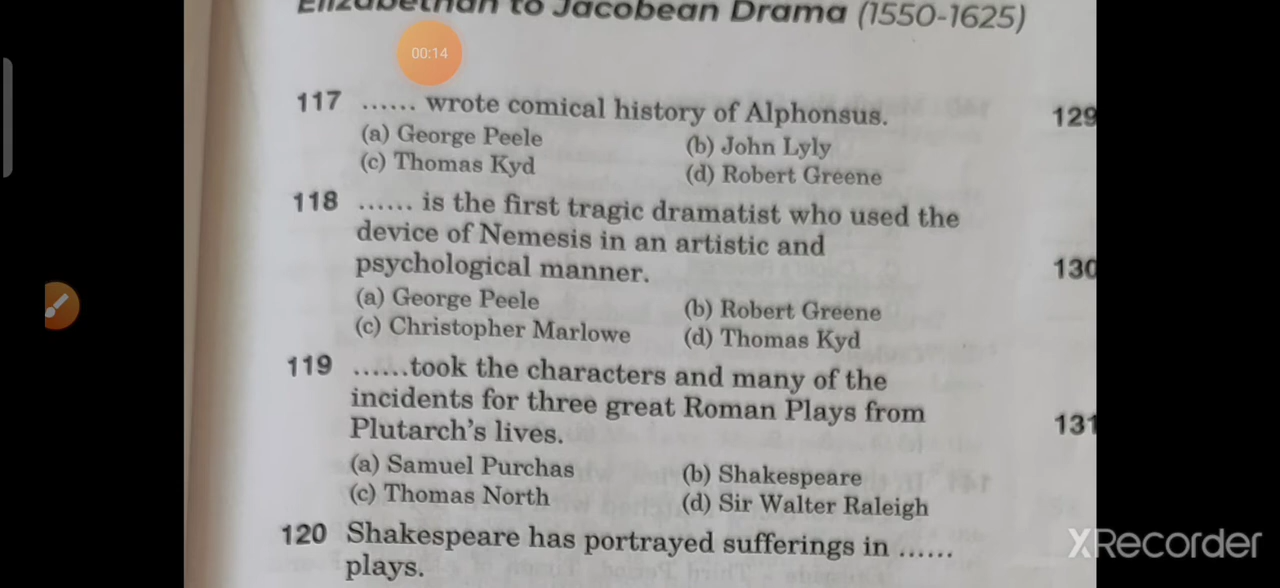 Elizabethan to Jacobean Drama (1550-1625)
00:14
117 ...... wrote comical history of Alphonsus.
(a) George Peele (b) John Lyly
(c) Thomas Kyd (d) Robert Greene
118 ...... is the first tragic dramatist who used the
device of Nemesis in an artistic and
psychological manner.
(a) George Peele (b) Robert Greene
(c) Christopher Marlowe (d) Thomas Kyd
119 ......took the characters and many of the
incidents for three great Roman Plays from
Plutarch's lives.
(a) Samuel Purchas (b) Shakespeare
(c) Thomas North (d) Sir Walter Raleigh
120 Shakespeare has portrayed sufferings in ......
plays.
129
130
131
XRecorder